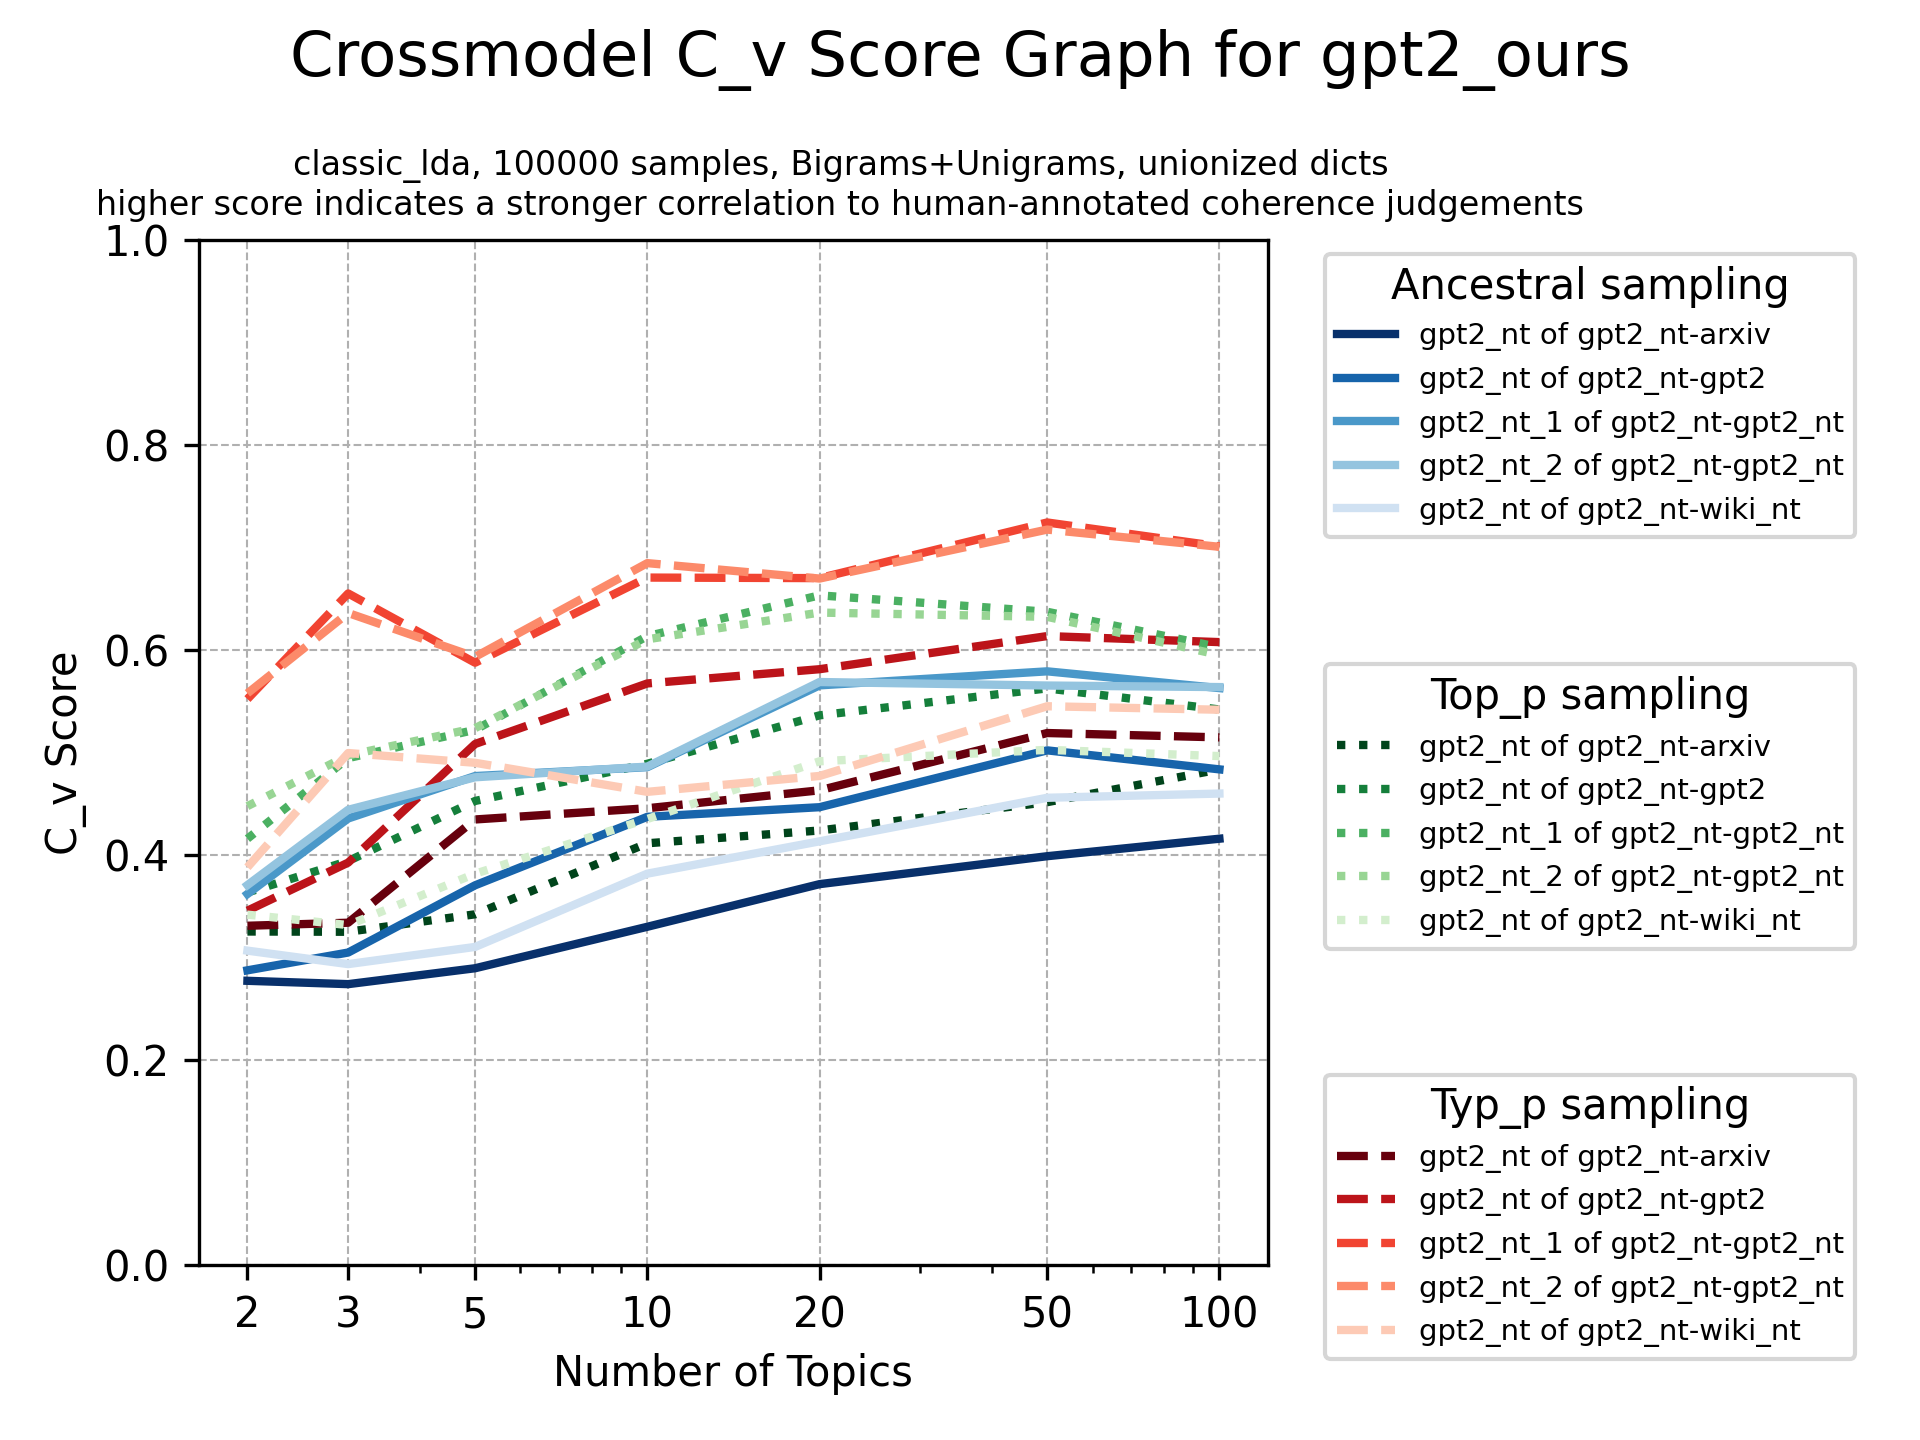 Crossmodel C_v Score Graph for gpt2_ours
classic_lda, 100000 samples, Bigrams+Unigrams, unionized dicts
higher score indicates a stronger correlation to human-annotated coherence judgements
1.0
0.8
0.6
0.4
0.2
0.0
C_v Score
2 3 5 10 20 50 100
Number of Topics
Ancestral sampling
gpt2_nt of gpt2_nt-arxiv
gpt2_nt of gpt2_nt-gpt2
gpt2_nt_1 of gpt2_nt-gpt2_nt
gpt2_nt_2 of gpt2_nt-gpt2_nt
gpt2_nt of gpt2_nt-wiki_nt
Top_p sampling
gpt2_nt of gpt2_nt-arxiv
gpt2_nt of gpt2_nt-gpt2
gpt2_nt_1 of gpt2_nt-gpt2_nt
gpt2_nt_2 of gpt2_nt-gpt2_nt
gpt2_nt of gpt2_nt-wiki_nt
Typ_p sampling
gpt2_nt of gpt2_nt-arxiv
gpt2_nt of gpt2_nt-gpt2
gpt2_nt_1 of gpt2_nt-gpt2_nt
gpt2_nt_2 of gpt2_nt-gpt2_nt
gpt2_nt of gpt2_nt-wiki_nt